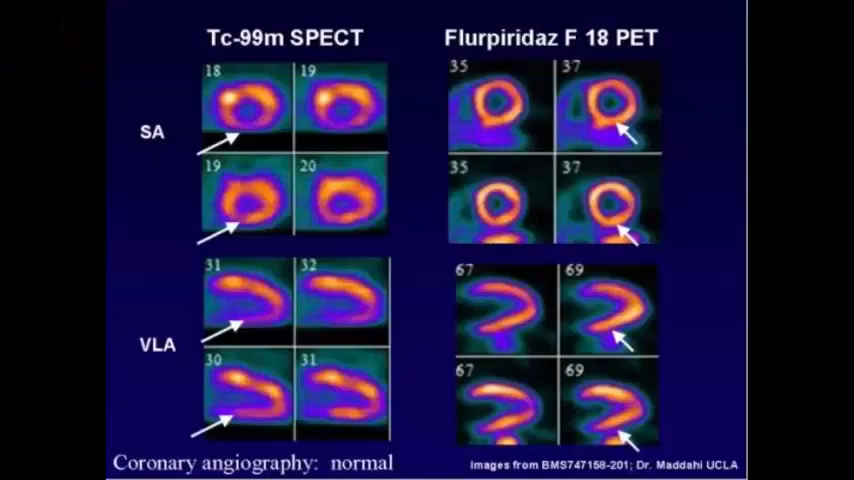 Tc-99m SPECT
Flurpiridaz F 18 PET
18 19 35 37
SA
19 20 35 37
31 32 67 69
VLA
30 31 67 69
Coronary angiography: normal
Images from BMS747158-201; Dr. Maddahi UCLA